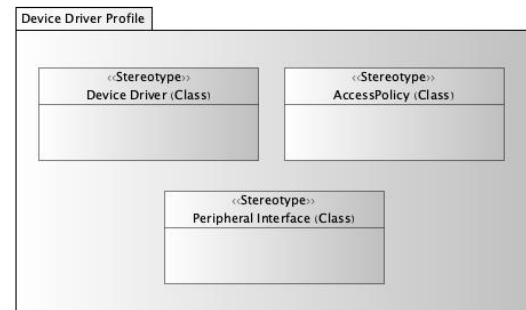 Device Driver Profile
‹‹Stereotype››
Device Driver (Class)
‹‹Stereotype››
AccessPolicy (Class)
‹‹Stereotype››
Peripheral Interface (Class)